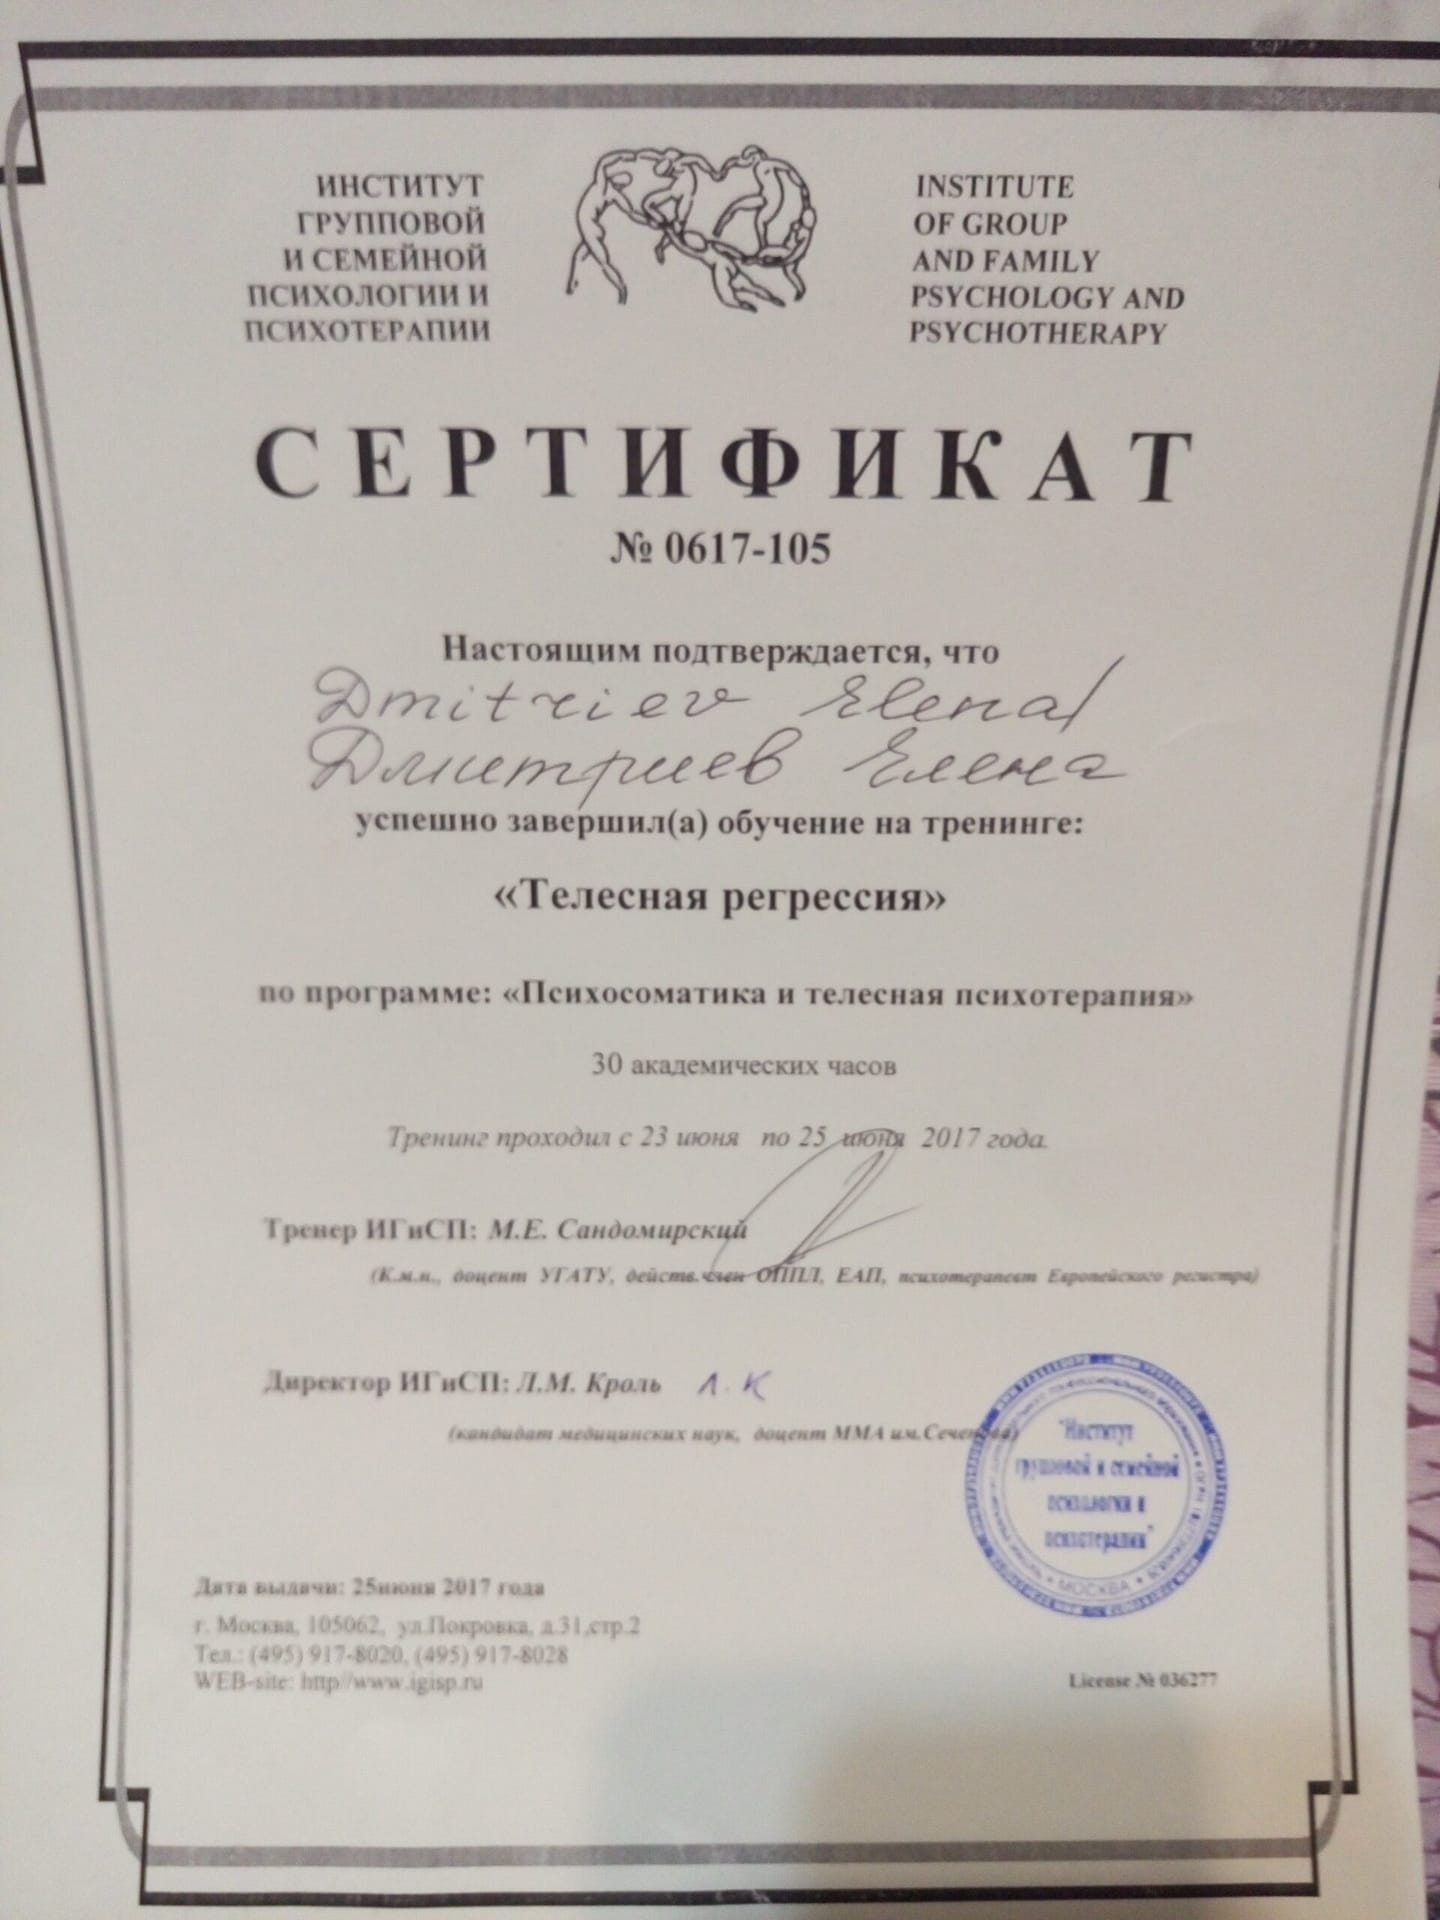 ИНСТИТУТ
ГРУППОВОЙ
И СЕМЕЙНОЙ
ПСИХОЛОГИИ И
ПСИХОТЕРАПИИ
INSTITUTE
OF GROUP
AND FAMILY
PSYCHOLOGY AND
PSYCHOTHERAPY
СЕРТИФИКАТ
№ 0617-105
Настоящим подтверждается, что
Dmitriev Elena/
Дмитриев Елена
успешно завершил(а) обучение на тренинге:
«Телесная регрессия»
по программе: «Психосоматика и телесная психотерапия»
30 академических часов
Тренинг проходил с 23 июня по 25 июня 2017 года.
Тренер ИГиСП: М.Е. Сандомирский
(К.м.н., доцент УГАТУ, действ.член ОППЛ, ЕАП, психотерапевт Европейского регистра)
Директор ИГиСП: Л.М. Кроль Л.К
(кандидат медицинских наук, доцент ММА им.Сеченова)
"Институт
групповой и семейной
психологии и
психотерапии"
МОСКВА
Дата выдачи: 25июня 2017 года
г. Москва, 105062, ул.Покровка, д.31,стр.2
Тел.: (495) 917-8020, (495) 917-8028
WEB-site: http//www.igisp.ru
License № 036277